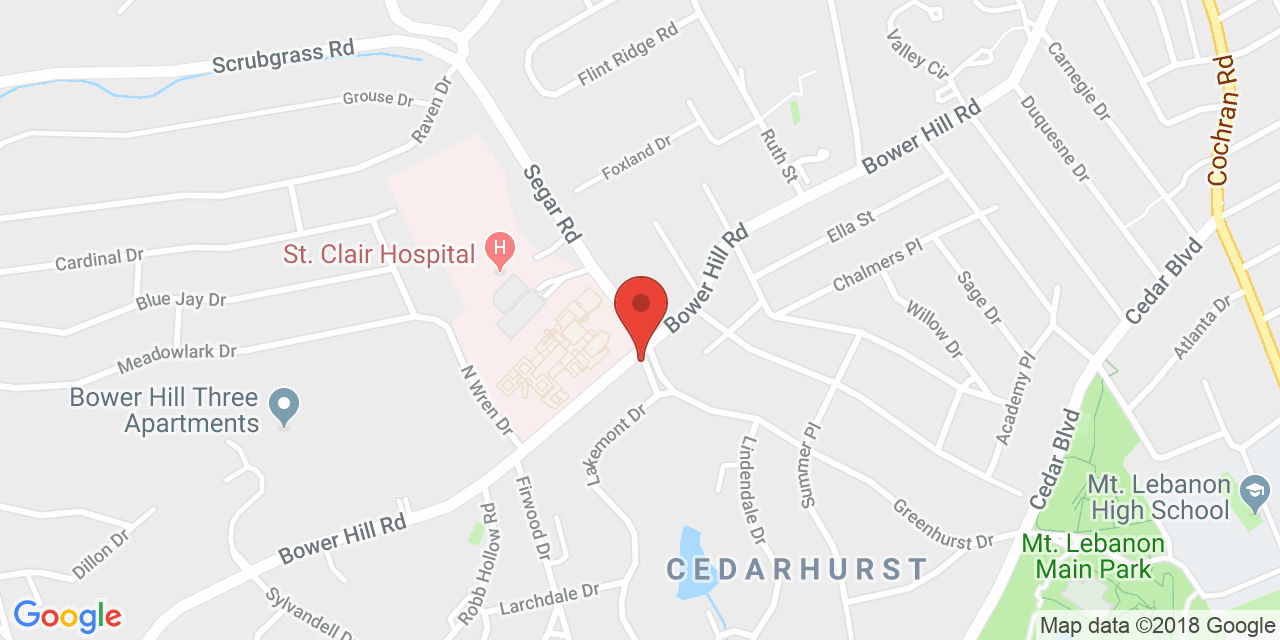 Scrubgrass Rd
Flint Ridge Rd
Valley Cir
Carnegie Dr
Cochran Rd
Grouse Dr
Raven Dr
Duquesne Dr
Bower Hill Rd
Ruth St
Foxland Dr
Segar Rd
H
St. Clair Hospital
Cardinal Dr
Ella St
Bower Hill Rd
Chalmers Pl
Cedar Blvd
Blue Jay Dr
Sage Dr
Willow Dr
Atlanta Dr
Meadowlark Dr
N Wren Dr
Bower Hill Three
Apartments
Academy Pl
Lakemont Dr
Lindendale Dr
Summer Pl
Cedar Blvd
Mt. Lebanon
High School
Firwood Dr
Robb Hollow Rd
Bower Hill Rd
Greenhurst Dr
Mt. Lebanon
Main Park
Dillon Dr
CEDARHURST
Larchdale Dr
Sylvandell Dr
Google
Map data ©2018 Google